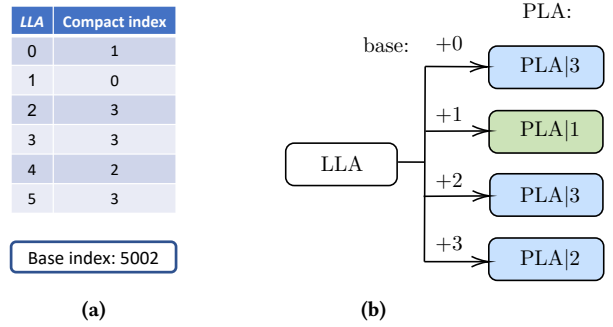 LLA Compact index
0 1
1 0
2 3
3 3
4 2
5 3
Base index: 5002
(a)
PLA:
base: +0 PLA|3
+1 PLA|1
LLA
+2 PLA|3
+3 PLA|2
(b)